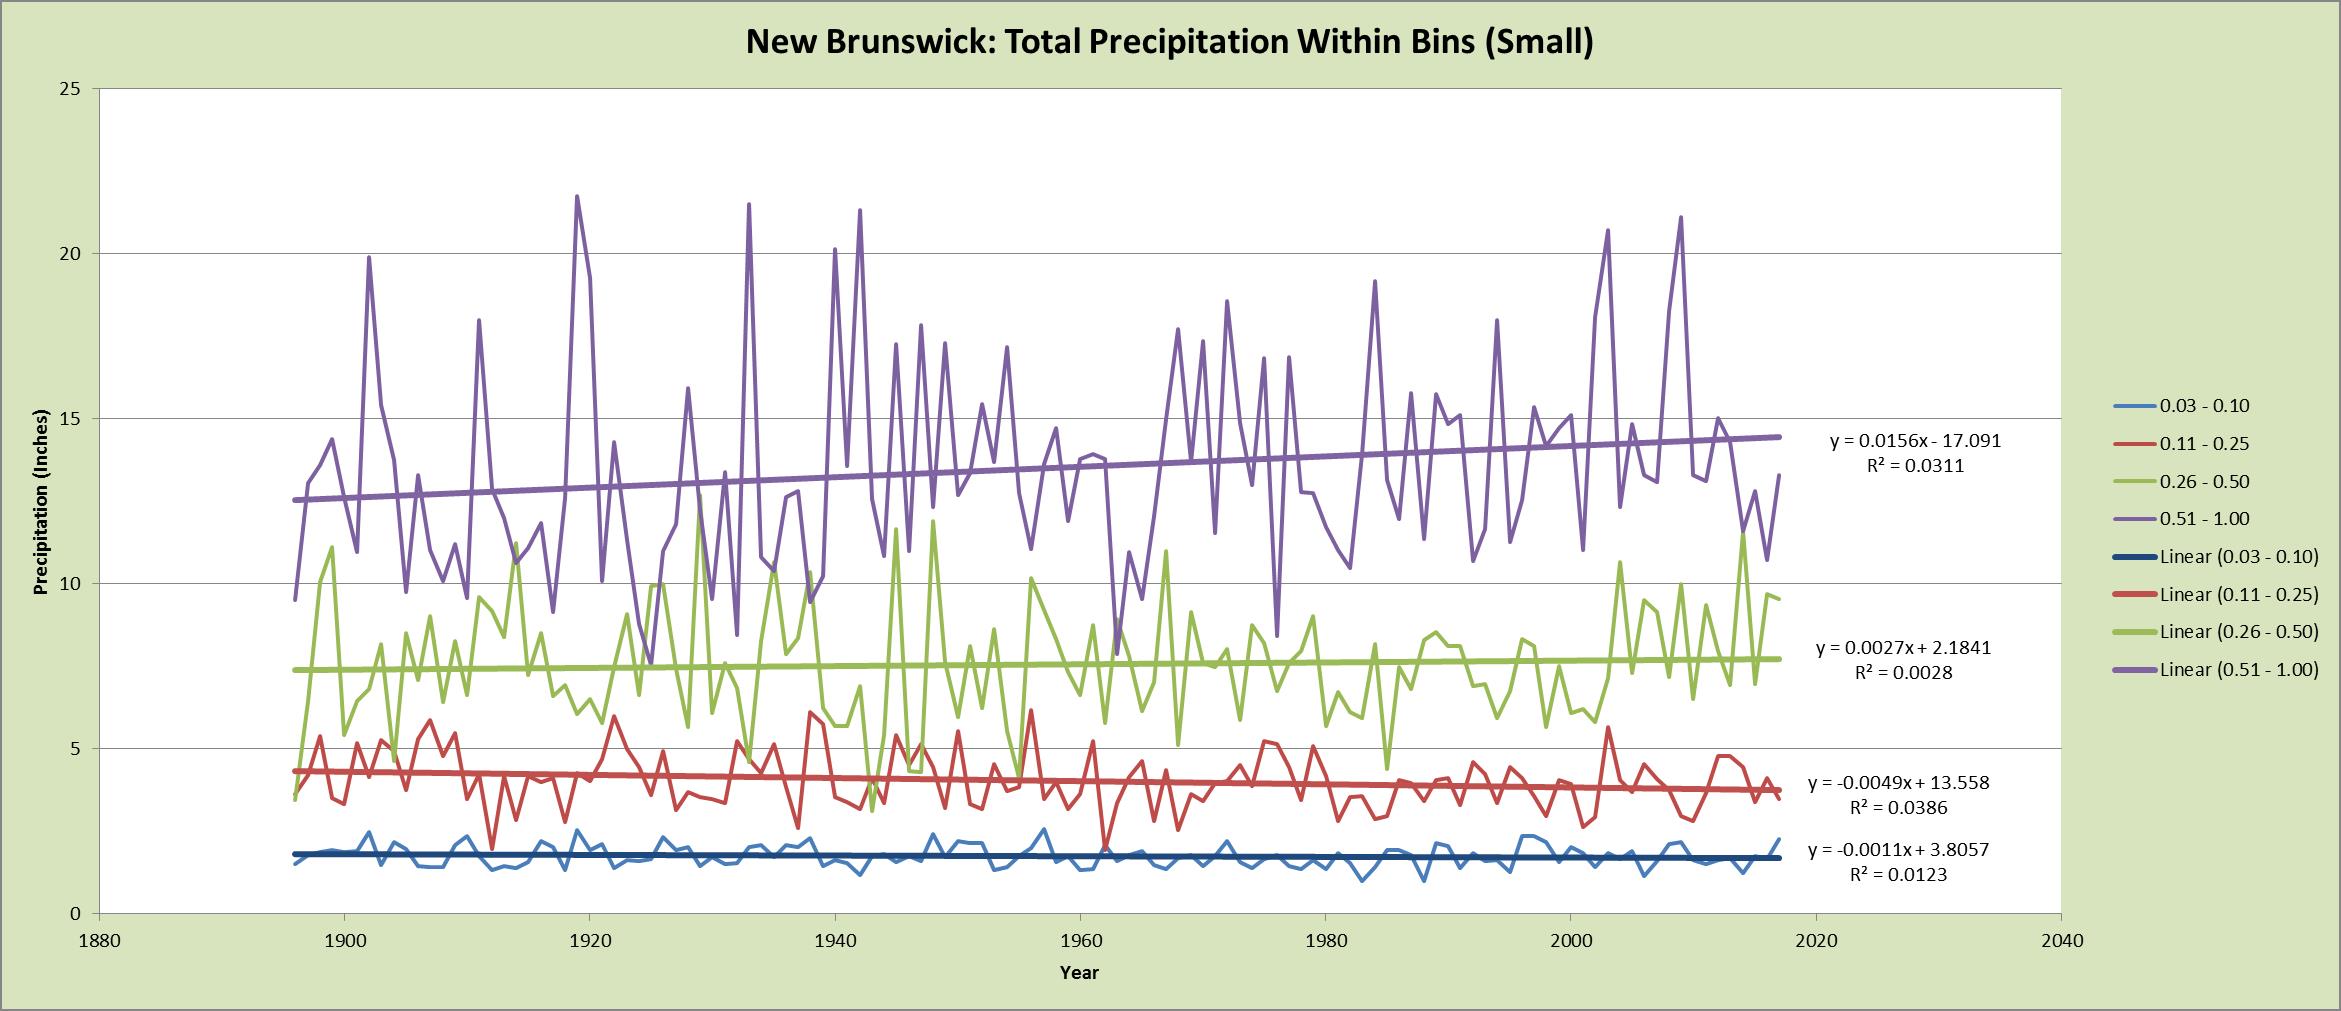 New Brunswick: Total Precipitation Within Bins (Small)
25
20
15
10
5
0
Precipitation (Inches)
1880 1900 1920 1940 1960 1980 2000 2020 2040
Year
y = 0.0156x - 17.091
R² = 0.0311
y = 0.0027x + 2.1841
R² = 0.0028
y = -0.0049x + 13.558
R² = 0.0386
y = -0.0011x + 3.8057
R² = 0.0123
0.03 - 0.10
0.11 - 0.25
0.26 - 0.50
0.51 - 1.00
Linear (0.03 - 0.10)
Linear (0.11 - 0.25)
Linear (0.26 - 0.50)
Linear (0.51 - 1.00)